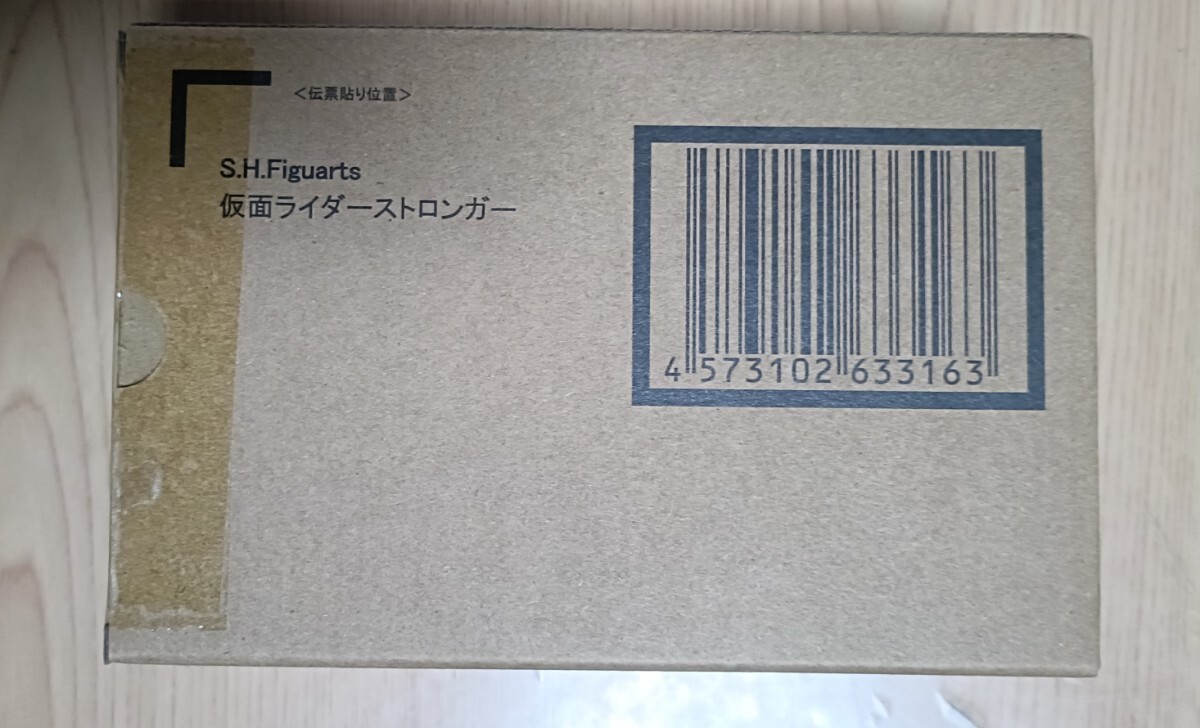 <伝票貼り位置>
S.H.Figuarts
仮面ライダーストロンガー
4 573102 633163